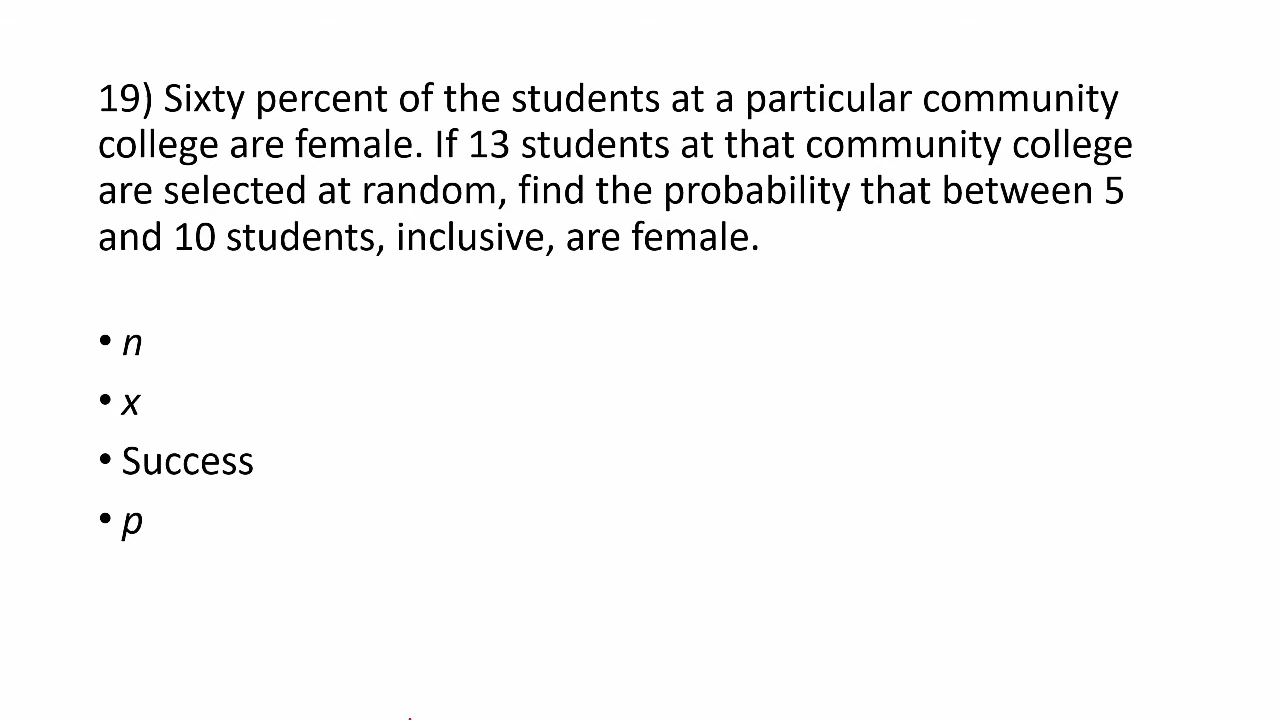 19) Sixty percent of the students at a particular community
college are female. If 13 students at that community college
are selected at random, find the probability that between 5
and 10 students, inclusive, are female.
• n
• x
• Success
• p